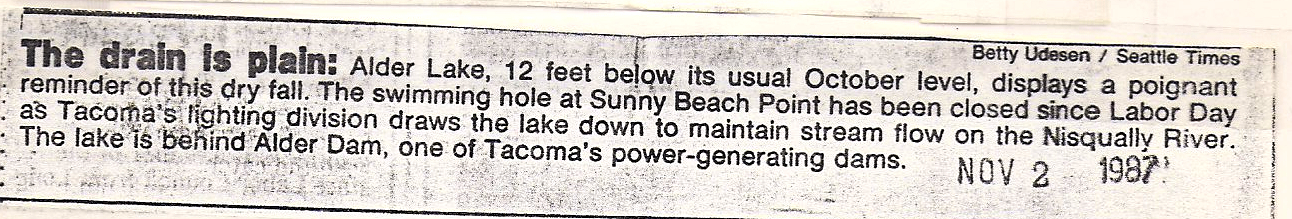 Betty Udesen / Seattle Times
The drain is plain: Alder Lake, 12 feet below its usual October level, displays a poignant
reminder of this dry fall. The swimming hole at Sunny Beach Point has been closed since Labor Day
as Tacoma's lighting division draws the lake down to maintain stream flow on the Nisqually River.
The lake is behind Alder Dam, one of Tacoma's power-generating dams.
NOV 2 1987